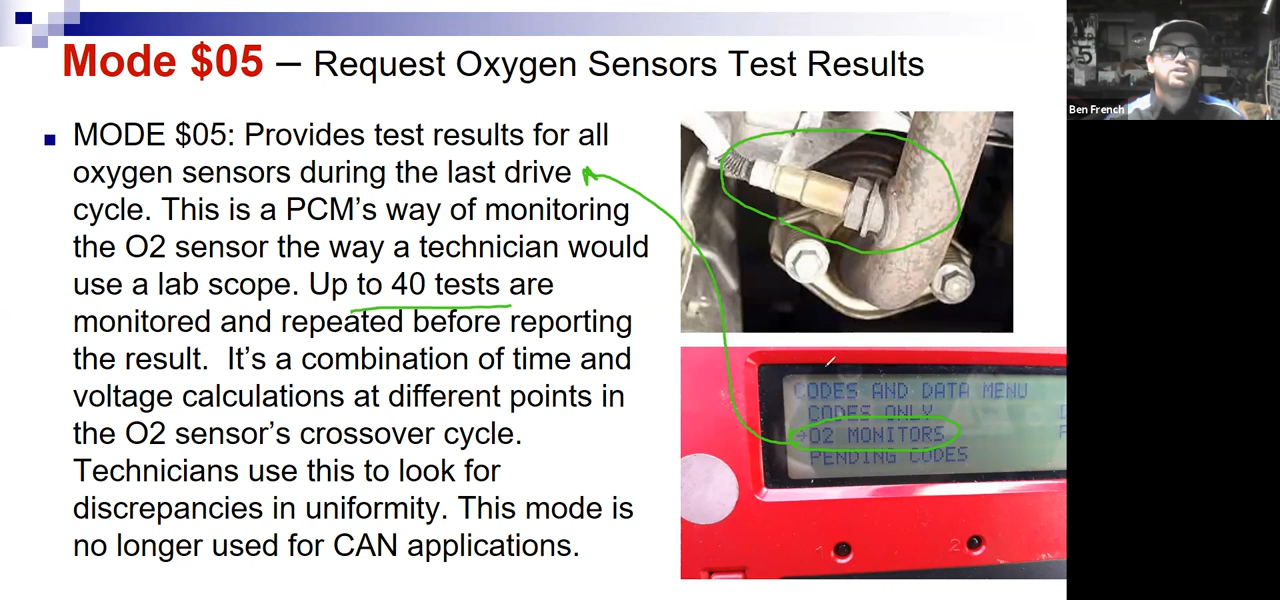 Mode $05 – Request Oxygen Sensors Test Results
Ben French
MODE $05: Provides test results for all
oxygen sensors during the last drive
cycle. This is a PCM's way of monitoring
the O2 sensor the way a technician would
use a lab scope. Up to 40 tests are
monitored and repeated before reporting
the result. It's a combination of time and
voltage calculations at different points in
the O2 sensor's crossover cycle.
Technicians use this to look for
discrepancies in uniformity. This mode is
no longer used for CAN applications.
CODES AND DATA MENU
CODES ONLY
→O2 MONITORS
PENDING CODES
1
2